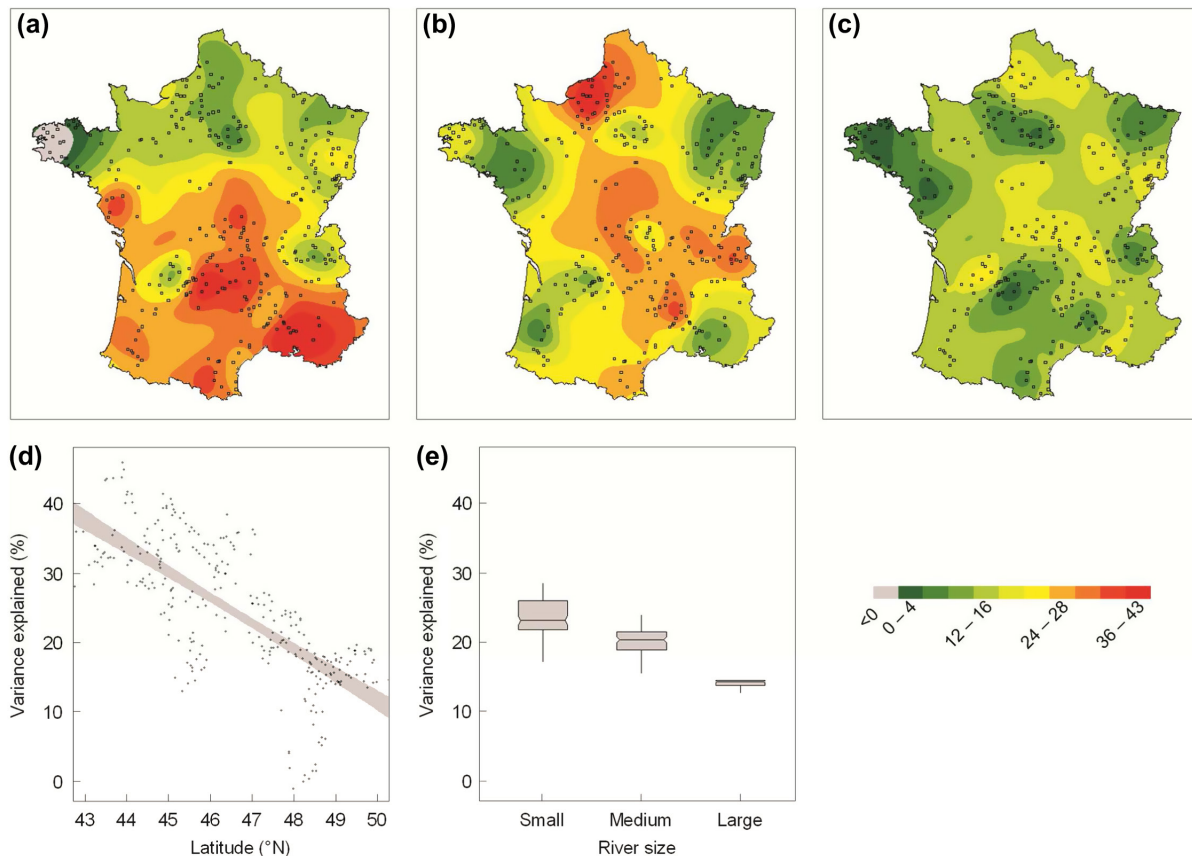 (a)
(b)
(c)
(d)
Variance explained (%)
40
30
20
10
0
43 44 45 46 47 48 49 50
Latitude (°N)
(e)
Variance explained (%)
40
30
20
10
0
Small Medium Large
River size
<0
0 – 4
12 – 16
24 – 28
36 – 43